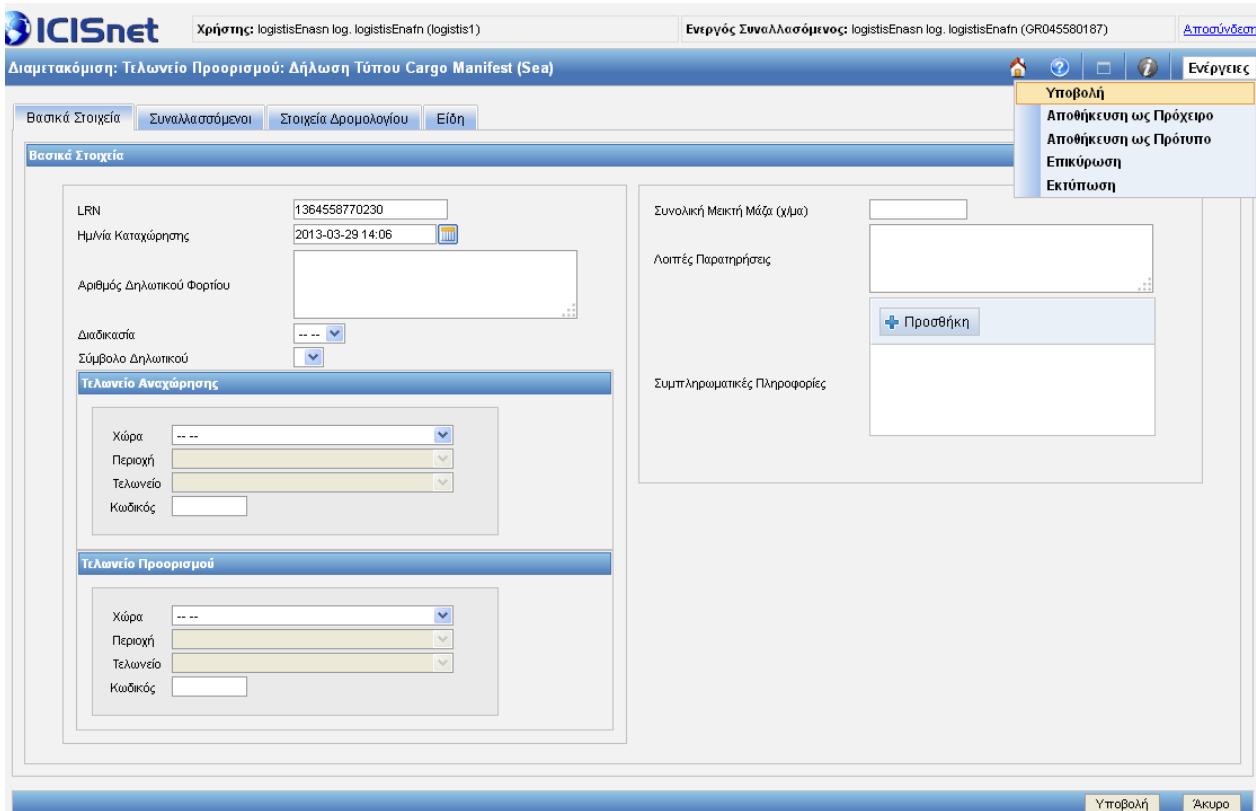 ICISnet
Χρήστης: logistisEnasn log. logistisEnafn (logistis1)
Ενεργός Συναλλασόμενος: logistisEnasn log. logistisEnafn (GR045580187)
Αποσύνδεση
Διαμετακόμιση: Τελωνείο Προορισμού: Δήλωση Τύπου Cargo Manifest (Sea)
Ενέργειες
Υποβολή
Αποθήκευση ως Πρόχειρο
Αποθήκευση ως Πρότυπο
Επικύρωση
Εκτύπωση
Βασικά Στοιχεία
Συναλλασσόμενοι
Στοιχεία Δρομολογίου
Είδη
Βασικά Στοιχεία
LRN
1364558770230
Ημ/νία Καταχώρησης
2013-03-29 14:06
Αριθμός Δηλωτικού Φορτίου
Διαδικασία
-- --
Σύμβολο Δηλωτικού
Τελωνείο Αναχώρησης
Χώρα
-- --
Περιοχή
Τελωνείο
Κωδικός
Τελωνείο Προορισμού
Χώρα
-- --
Περιοχή
Τελωνείο
Κωδικός
Συνολική Μεικτή Μάζα (χ/μα)
Λοιπές Παρατηρήσεις
Προσθήκη
Συμπληρωματικές Πληροφορίες
Υποβολή
Άκυρο